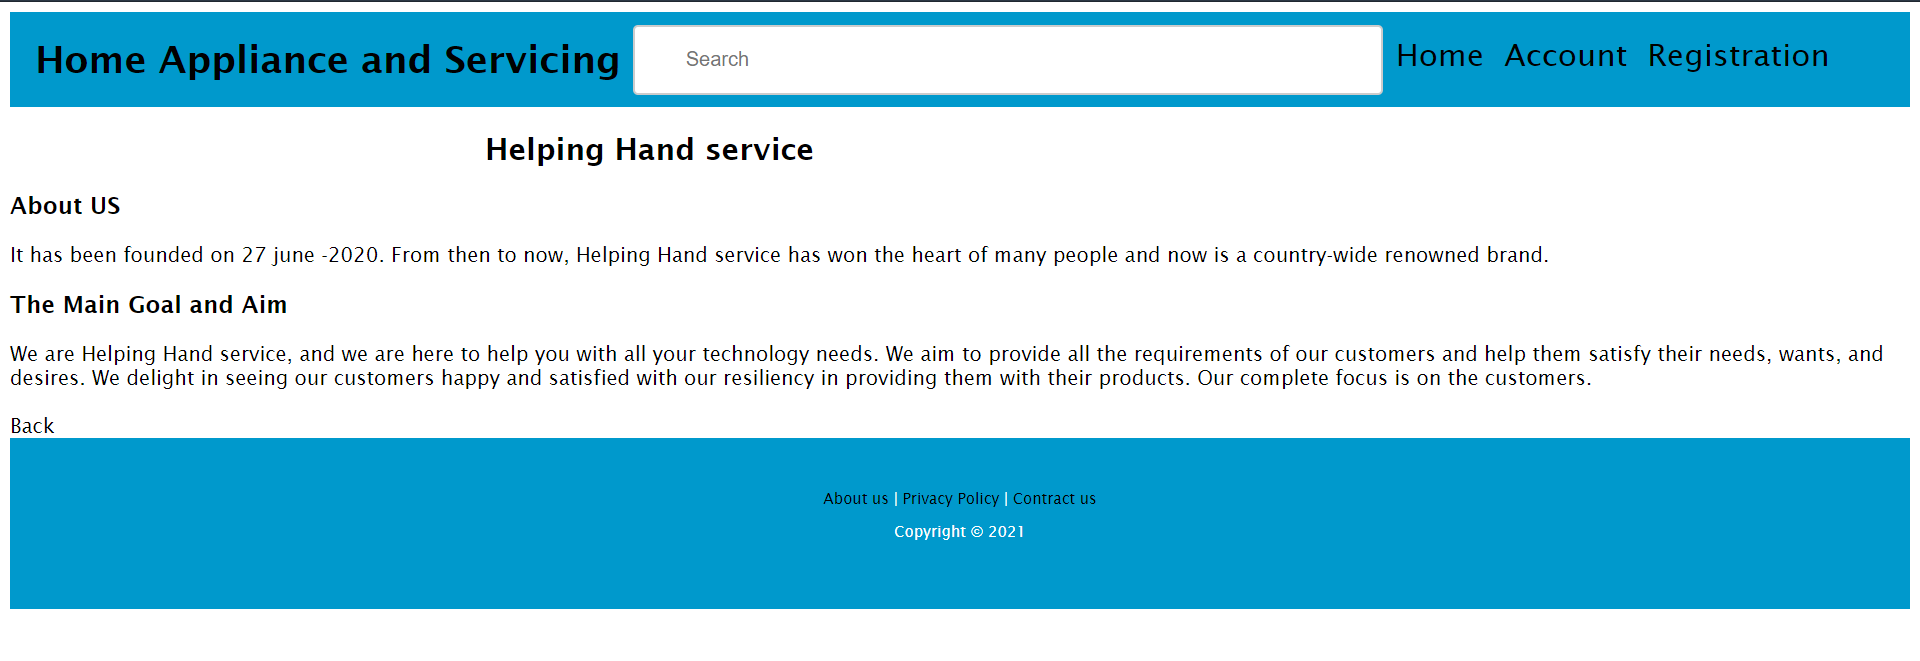 Home Appliance and Servicing Search Home Account Registration
Helping Hand service
About US
It has been founded on 27 june -2020. From then to now, Helping Hand service has won the heart of many people and now is a country-wide renowned brand.
The Main Goal and Aim
We are Helping Hand service, and we are here to help you with all your technology needs. We aim to provide all the requirements of our customers and help them satisfy their needs, wants, and
desires. We delight in seeing our customers happy and satisfied with our resiliency in providing them with their products. Our complete focus is on the customers.
Back
About us | Privacy Policy | Contract us
Copyright © 2021